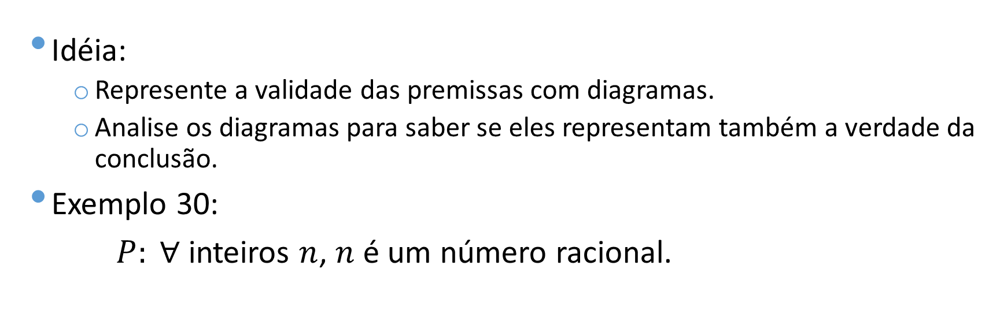 Idéia:
Represente a validade das premissas com diagramas.
Analise os diagramas para saber se eles representam também a verdade da
conclusão.
Exemplo 30:
P: ∀ inteiros n, n é um número racional.